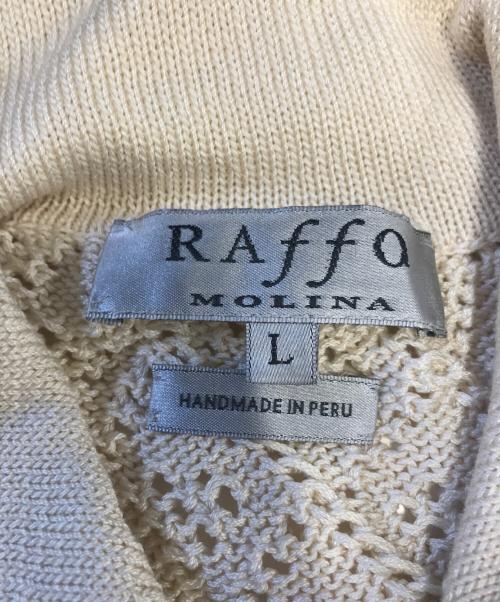 RAffa
MOLINA
L
HANDMADE IN PERU